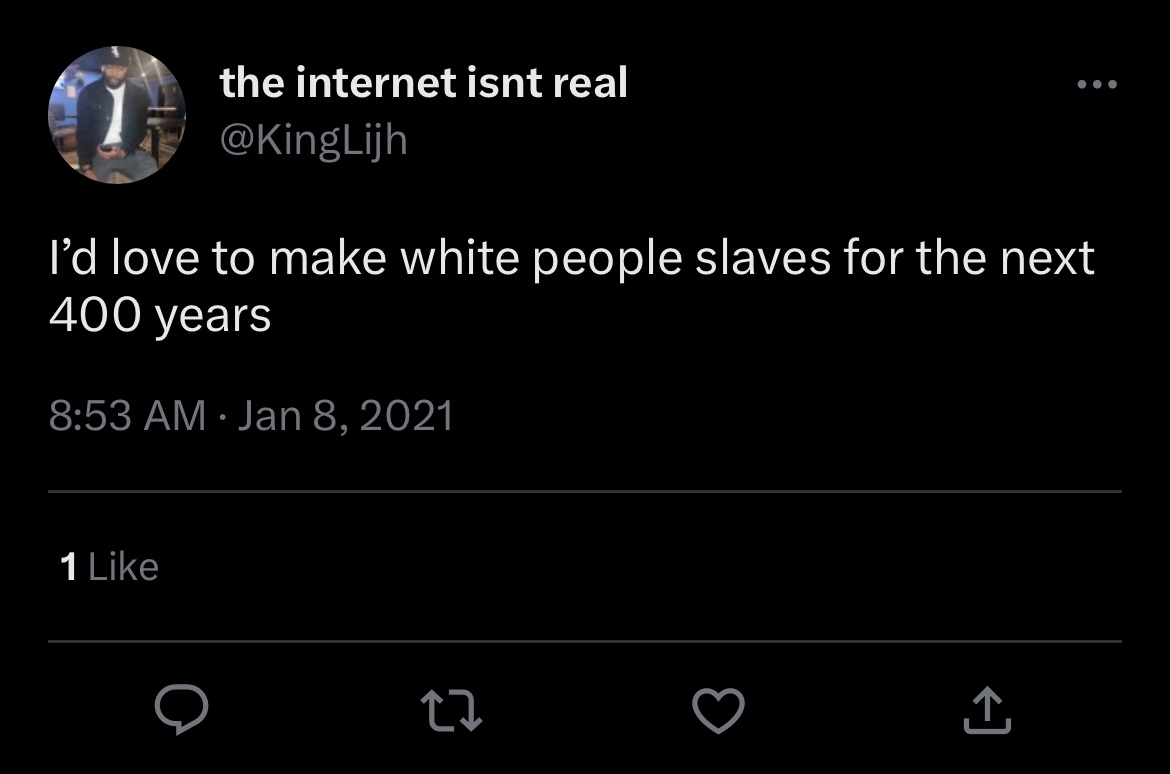 the internet isnt real
@KingLijh
I’d love to make white people slaves for the next
400 years
8:53 AM · Jan 8, 2021
1 Like